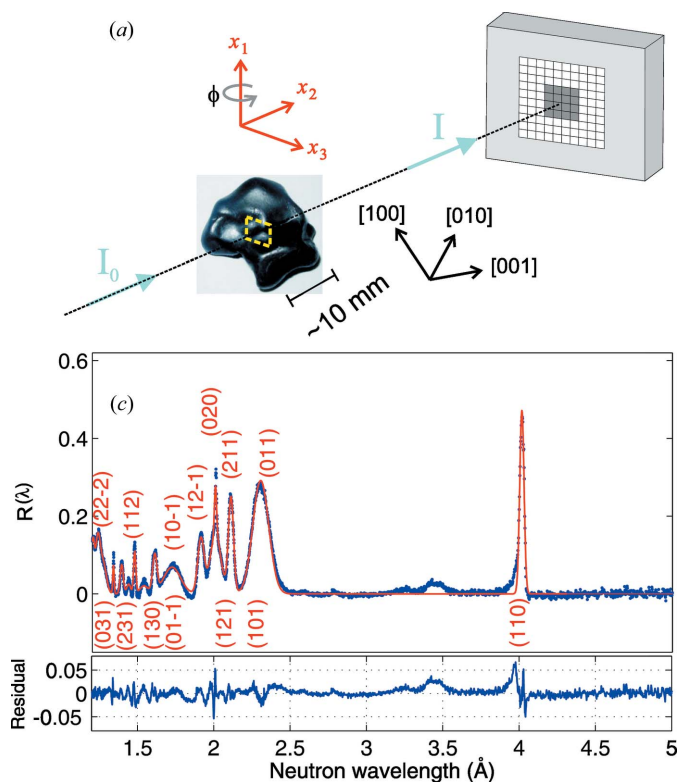 (a)
x1
ϕ
x2
x3
I
I0
[100]
[010]
[001]
~10 mm
(c)
0.6
0.4
0.2
0
R(λ)
(22-2)
(112)
(10-1)
(12-1)
(020)
(211)
(011)
(031)
(231)
(130)
(01-1)
(121)
(101)
(110)
Residual
0.05
0
-0.05
1.5 2 2.5 3 3.5 4 4.5 5
Neutron wavelength (Å)